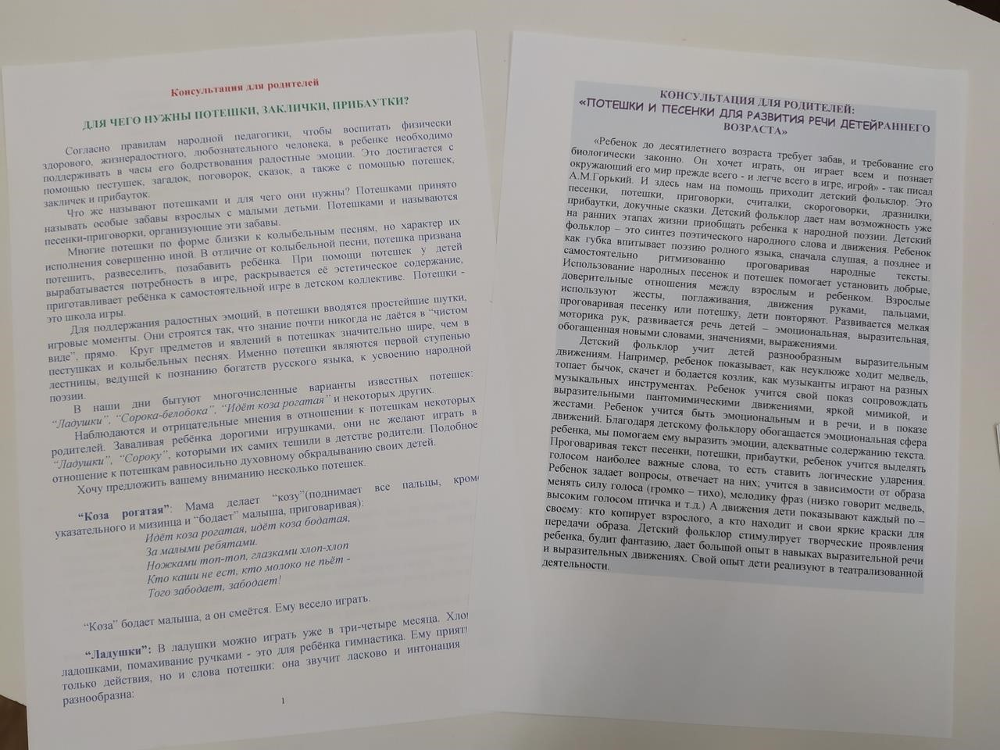 Консультация для родителей
ДЛЯ ЧЕГО НУЖНЫ ПОТЕШКИ, ЗАКЛИЧКИ, ПРИБАУТКИ?
Согласно правилам народной педагогики, чтобы воспитать физически
здорового, жизнерадостного, любознательного человека, в ребенке необходимо
поддерживать в часы его бодрствования радостные эмоции. Это достигается с
помощью пестушек, загадок, поговорок, сказок, а также с помощью потешек,
закличек и прибауток.
Что же называют потешками и для чего они нужны? Потешками принято
называть особые забавы взрослых с малыми детьми. Потешками и называются
песенки-приговорки, организующие эти забавы.
Многие потешки по форме близки к колыбельным песням, но характер их
исполнения совершенно иной. В отличие от колыбельной песни, потешка призвана
потешить, развеселить, позабавить ребёнка. При помощи потешек у детей
вырабатывается потребность в игре, раскрывается её эстетическое содержание,
приготавливает ребёнка к самостоятельной игре в детском коллективе. Потешки -
это школа игры.
Для поддержания радостных эмоций, в потешки вводятся простейшие шутки,
игровые моменты. Они строятся так, что знание почти никогда не даётся в “чистом
виде”, прямо. Круг предметов и явлений в потешках значительно шире, чем в
пестушках и колыбельных песнях. Именно потешки являются первой ступенью
лестницы, ведущей к познанию богатств русского языка, к усвоению народной
поэзии.
В наши дни бытуют многочисленные варианты известных потешек:
“Ладушки”, “Сорока-белобока”, “Идёт коза рогатая” и некоторых других.
Наблюдаются и отрицательные мнения в отношении к потешкам некоторых
родителей. Заваливая ребёнка дорогими игрушками, они не желают играть в
“Ладушки”, “Сороку”, которыми их самих тешили в детстве родители. Подобное
отношение к потешкам равносильно духовному обкрадыванию своих детей.
Хочу предложить вашему вниманию несколько потешек.
“Коза рогатая”: Мама делает “козу”(поднимает все пальцы, кроме
указательного и мизинца и “бодает” малыша, приговаривая):
Идёт коза рогатая, идёт коза бодатая,
За малыми ребятами.
Ножками топ-топ, глазками хлоп-хлоп
Кто каши не ест, кто молоко не пьёт -
Того забодает, забодает!
“Коза” бодает малыша, а он смеётся. Ему весело играть.
“Ладушки”: В ладушки можно играть уже в три-четыре месяца. Хлоп
ладошками, помахивание ручками - это для ребёнка гимнастика. Ему прият
только действия, но и слова потешки: она звучит ласково и интонация
разнообразна:
1
КОНСУЛЬТАЦИЯ ДЛЯ РОДИТЕЛЕЙ:
«ПОТЕШКИ И ПЕСЕНКИ ДЛЯ РАЗВИТИЯ РЕЧИ ДЕТЕЙРАННЕГО
ВОЗРАСТА»
«Ребенок до десятилетнего возраста требует забав, и требование его
биологически законно. Он хочет играть, он играет всем и познает
окружающий его мир прежде всего - и легче всего в игре, игрой» - так писал
А.М.Горький. И здесь нам на помощь приходит детский фольклор. Это
песенки, потешки, приговорки, считалки, скороговорки, дразнилки,
прибаутки, докучные сказки. Детский фольклор дает нам возможность уже
на ранних этапах жизни приобщать ребенка к народной поэзии. Детский
фольклор – это синтез поэтического народного слова и движения. Ребенок
как губка впитывает поэзию родного языка, сначала слушая, а позднее и
самостоятельно ритмизованно проговаривая народные тексты.
Использование народных песенок и потешек помогает установить добрые,
доверительные отношения между взрослым и ребенком. Взрослые
используют жесты, поглаживания, движения руками, пальцами,
проговаривая песенку или потешку, дети повторяют. Развивается мелкая
моторика рук, развивается речь детей – эмоциональная, выразительная,
обогащенная новыми словами, значениями, выражениями.
Детский фольклор учит детей разнообразным выразительным
движениям. Например, ребенок показывает, как неуклюже ходит медведь,
топает бычок, скачет и бодается козлик, как музыканты играют на разных
музыкальных инструментах. Ребенок учится свой показ сопровождать
выразительными пантомимическими движениями, яркой мимикой, и
жестами. Ребенок учится быть эмоциональным и в речи, и в показе
движений. Благодаря детскому фольклору обогащается эмоциональная сфера
ребенка, мы помогаем ему выразить эмоции, адекватные содержанию текста.
Проговаривая текст песенки, потешки, прибаутки, ребенок учится выделять
голосом наиболее важные слова, то есть ставить логические ударения.
Ребенок задает вопросы, отвечает на них; учится в зависимости от образа
менять силу голоса (громко – тихо), мелодику фраз (низко говорит медведь,
высоким голосом птичка и т.д.) А движения дети показывают каждый по –
своему: кто копирует взрослого, а кто находит и свои яркие краски для
передачи образа. Детский фольклор стимулирует творческие проявления
ребенка, будит фантазию, дает большой опыт в навыках выразительной речи
и выразительных движениях. Свой опыт дети реализуют в театрализованной
деятельности.